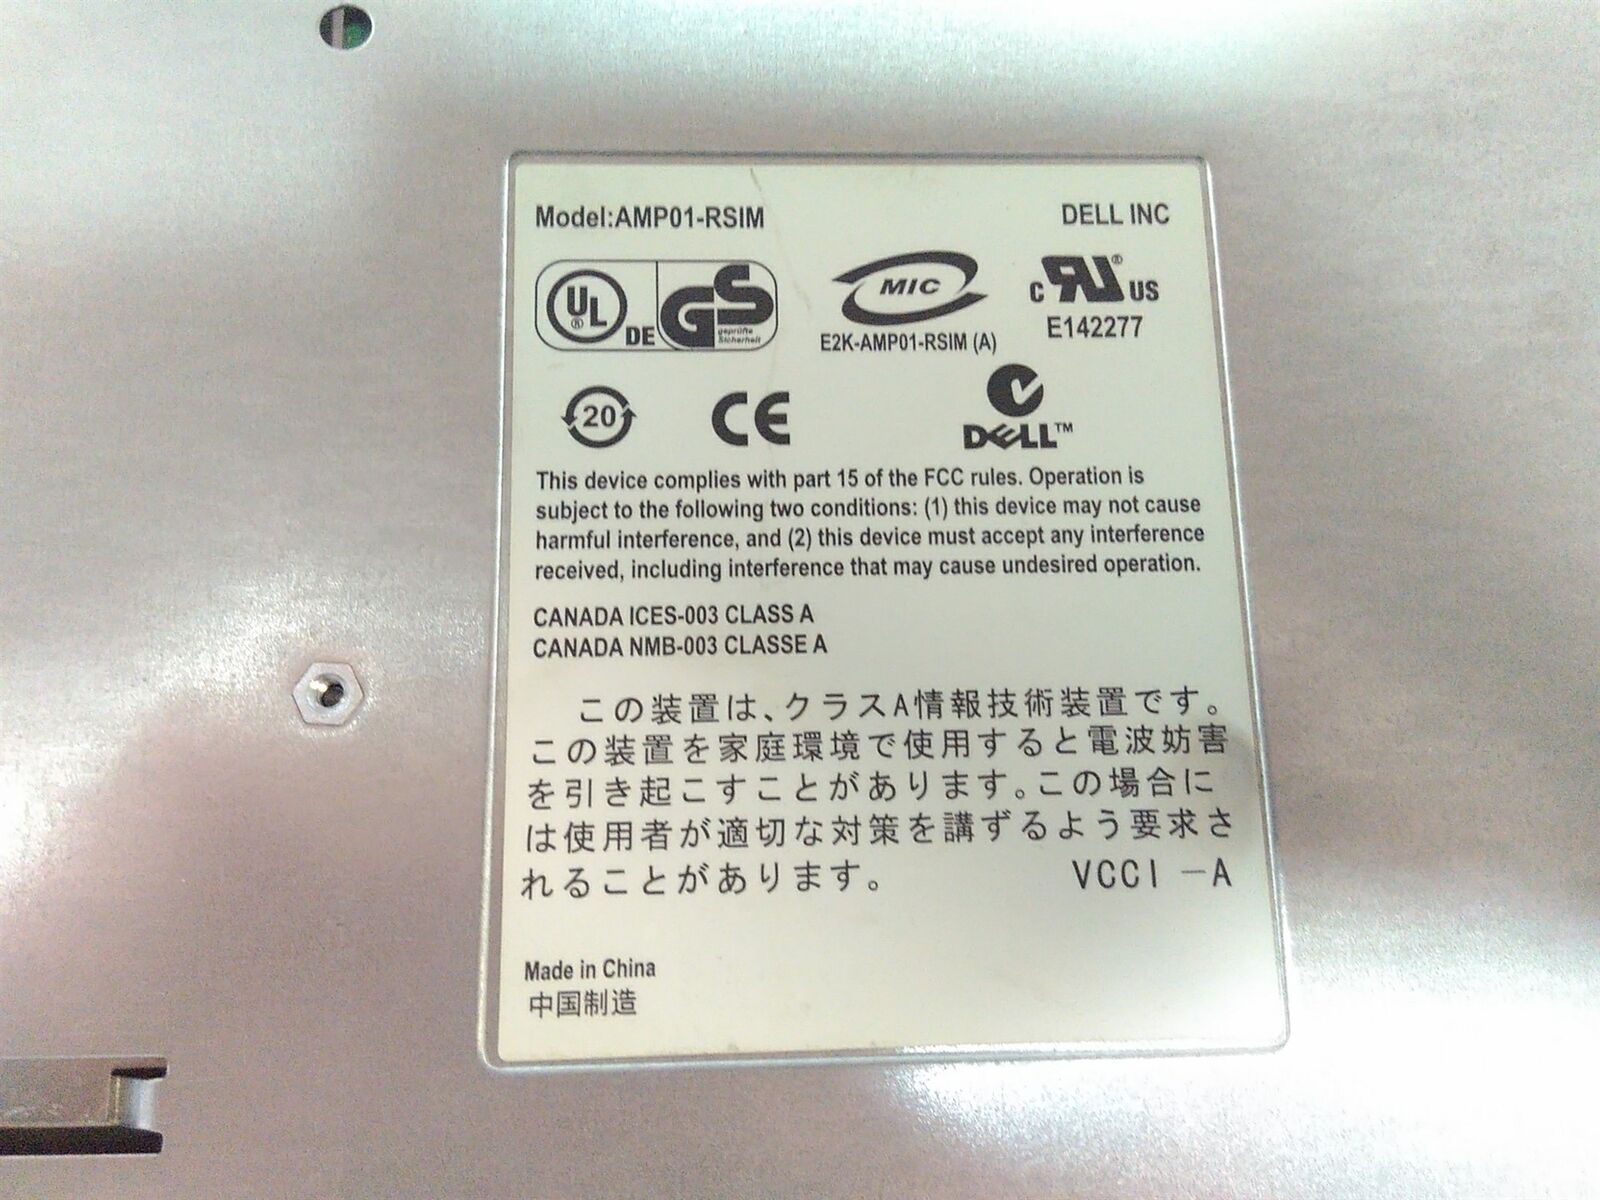 Model:AMP01-RSIM DELL INC
UL DE GS geprüfte Sicherheit
MIC
E2K-AMP01-RSIM (A)
C RU ® US
E142277
20 CE
DELL™
This device complies with part 15 of the FCC rules. Operation is
subject to the following two conditions: (1) this device may not cause
harmful interference, and (2) this device must accept any interference
received, including interference that may cause undesired operation.
CANADA ICES-003 CLASS A
CANADA NMB-003 CLASSE A
この装置は、クラスA情報技術装置です。
この装置を家庭環境で使用すると電波妨害
を引き起こすことがあります。この場合に
は使用者が適切な対策を講ずるよう要求さ
れることがあります。 VCCI －A
Made in China
中国制造